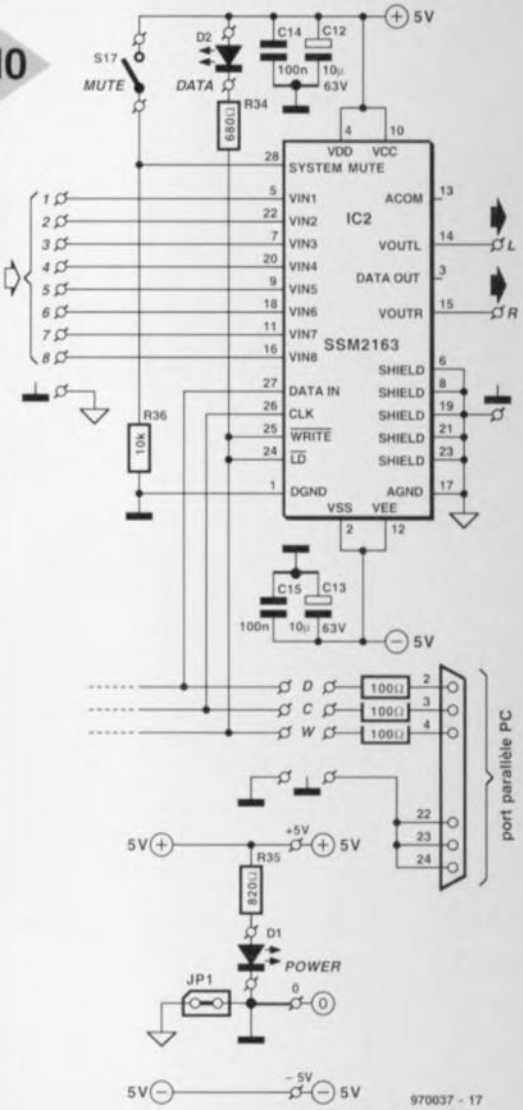 10
S17
MUTE
D2
DATA
R34
680Ω
C14
100n
C12
10µ
63V
+ 5V
4
10
VDD
VCC
28
SYSTEM MUTE
IC2
SSM2163
1
5
VIN1
2
22
VIN2
3
7
VIN3
4
20
VIN4
5
9
VIN5
6
18
VIN6
7
11
VIN7
8
16
VIN8
27
DATA IN
26
CLK
25
WRITE
24
LD
1
DGND
R36
10k
ACOM
13
VOUTL
14
L
DATA OUT
3
VOUTR
15
R
SHIELD
6
SHIELD
8
SHIELD
19
SHIELD
21
SHIELD
23
AGND
17
VSS
VEE
2
12
C15
100n
C13
10µ
63V
− 5V
D
100Ω
2
C
100Ω
3
W
100Ω
4
22
23
24
port parallèle PC
5V +
+5V
+ 5V
R35
820Ω
D1
POWER
JP1
0
0
5V −
- 5V
− 5V
970037 - 17